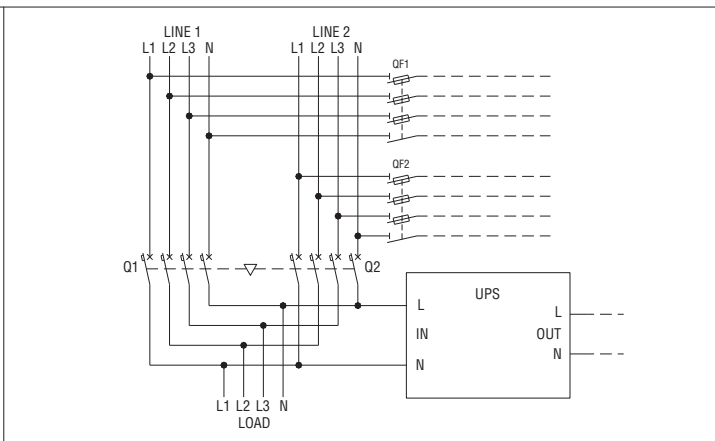 LINE 1 LINE 2
L1 L2 L3 N L1 L2 L3 N
QF1
QF2
Q1 Q2
UPS
L L
IN OUT
N N
L1 L2 L3 N
LOAD